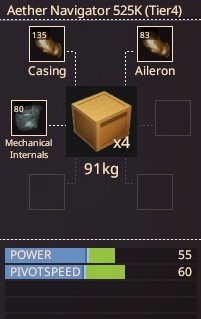 Aether Navigator 525K (Tier4)
135
83
Casing
Aileron
80
x4
Mechanical
Internals
91kg
POWER 55
PIVOTSPEED 60